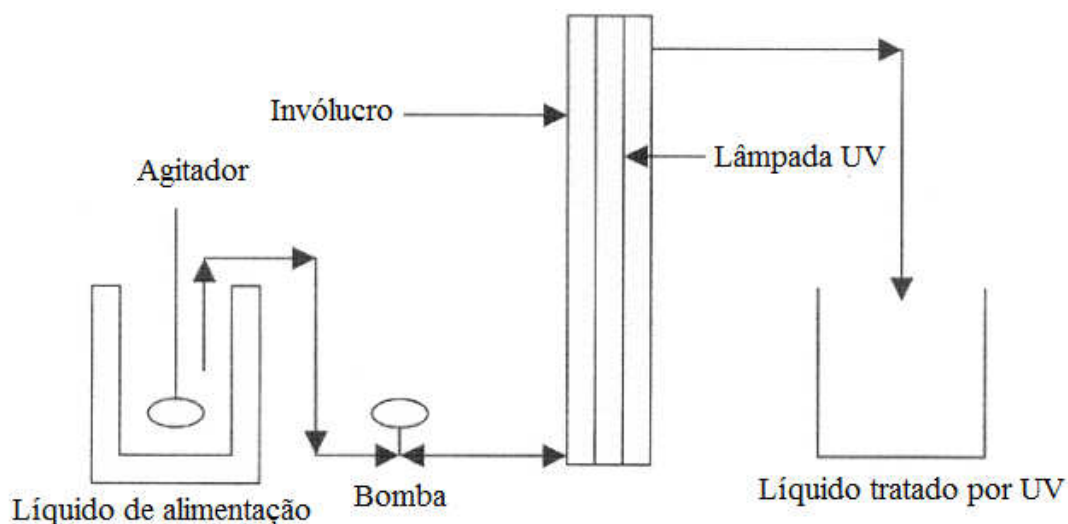 Invólucro
Lâmpada UV
Agitador
Líquido de alimentação
Bomba
Líquido tratado por UV